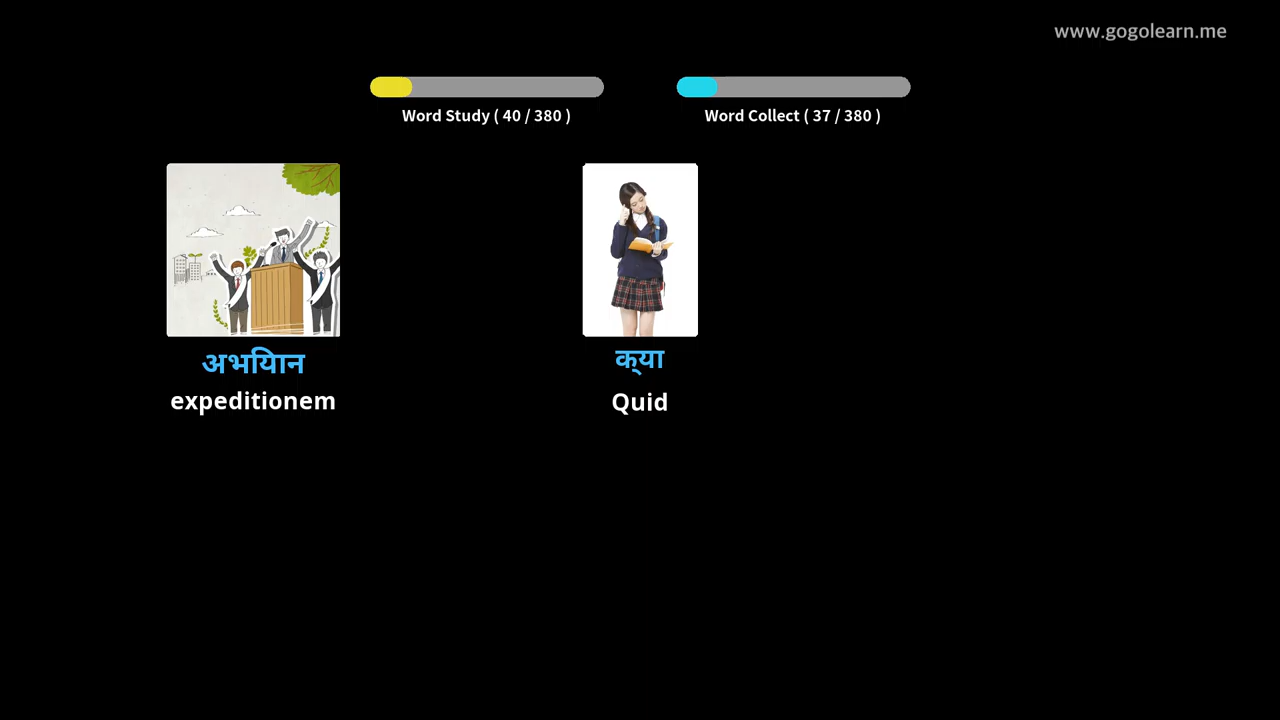 www.gogolearn.me
Word Study ( 40 / 380 )
Word Collect ( 37 / 380 )
अभियान
क्या
expeditionem
Quid